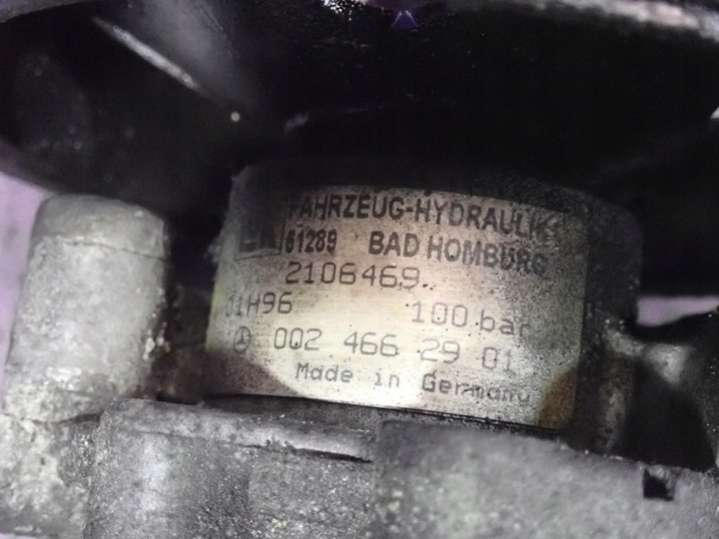 FAHRZEUG-HYDRAULIK
61289 BAD HOMBURG
2106469
01H96 100 bar
002 466 29 01
Made in Germany